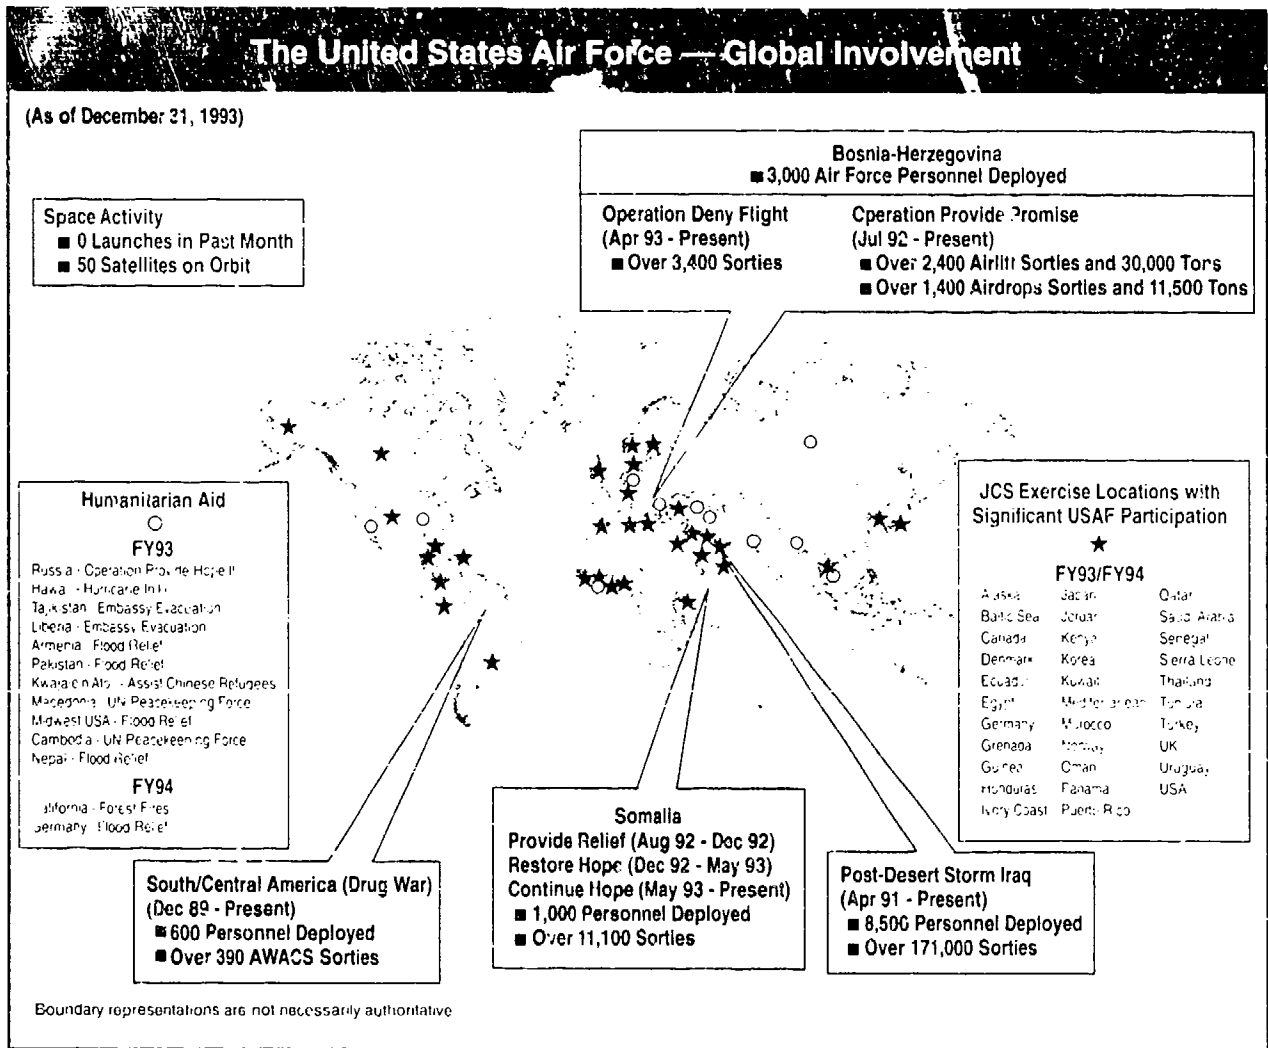 The United States Air Force — Global Involvement
(As of December 31, 1993)
Bosnia-Herzegovina
■ 3,000 Air Force Personnel Deployed
Operation Deny Flight
(Apr 93 - Present)
■ Over 3,400 Sorties
Operation Provide Promise
(Jul 92 - Present)
■ Over 2,400 Airlift Sorties and 30,000 Tons
■ Over 1,400 Airdrops Sorties and 11,500 Tons
Space Activity
■ 0 Launches in Past Month
■ 50 Satellites on Orbit
Humanitarian Aid
FY93
Russia - Operation Provide Hope II
Hawaii - Hurricane Iniki
Tajikistan - Embassy Evacuation
Liberia - Embassy Evacuation
Armenia - Flood Relief
Pakistan - Flood Relief
Kwajalein Atoll - Assist Chinese Refugees
Macedonia - UN Peacekeeping Force
Midwest USA - Flood Relief
Cambodia - UN Peacekeeping Force
Nepal - Flood Relief
FY94
California - Forest Fires
Germany - Flood Relief
JCS Exercise Locations with
Significant USAF Participation
★
FY93/FY94
Alaska Japan Qatar
Baltic Sea Jordan Saudi Arabia
Canada Kenya Senegal
Denmark Korea Sierra Leone
Ecuador Kuwait Thailand
Egypt Mediterranean Tunisia
Germany Morocco Turkey
Grenada Norway UK
Guinea Oman Uruguay
Honduras Panama USA
Ivory Coast Puerto Rico
South/Central America (Drug War)
(Dec 89 - Present)
■ 600 Personnel Deployed
■ Over 390 AWACS Sorties
Somalia
Provide Relief (Aug 92 - Dec 92)
Restore Hope (Dec 92 - May 93)
Continue Hope (May 93 - Present)
■ 1,000 Personnel Deployed
■ Over 11,100 Sorties
Post-Desert Storm Iraq
(Apr 91 - Present)
■ 8,500 Personnel Deployed
■ Over 171,000 Sorties
Boundary representations are not necessarily authoritative